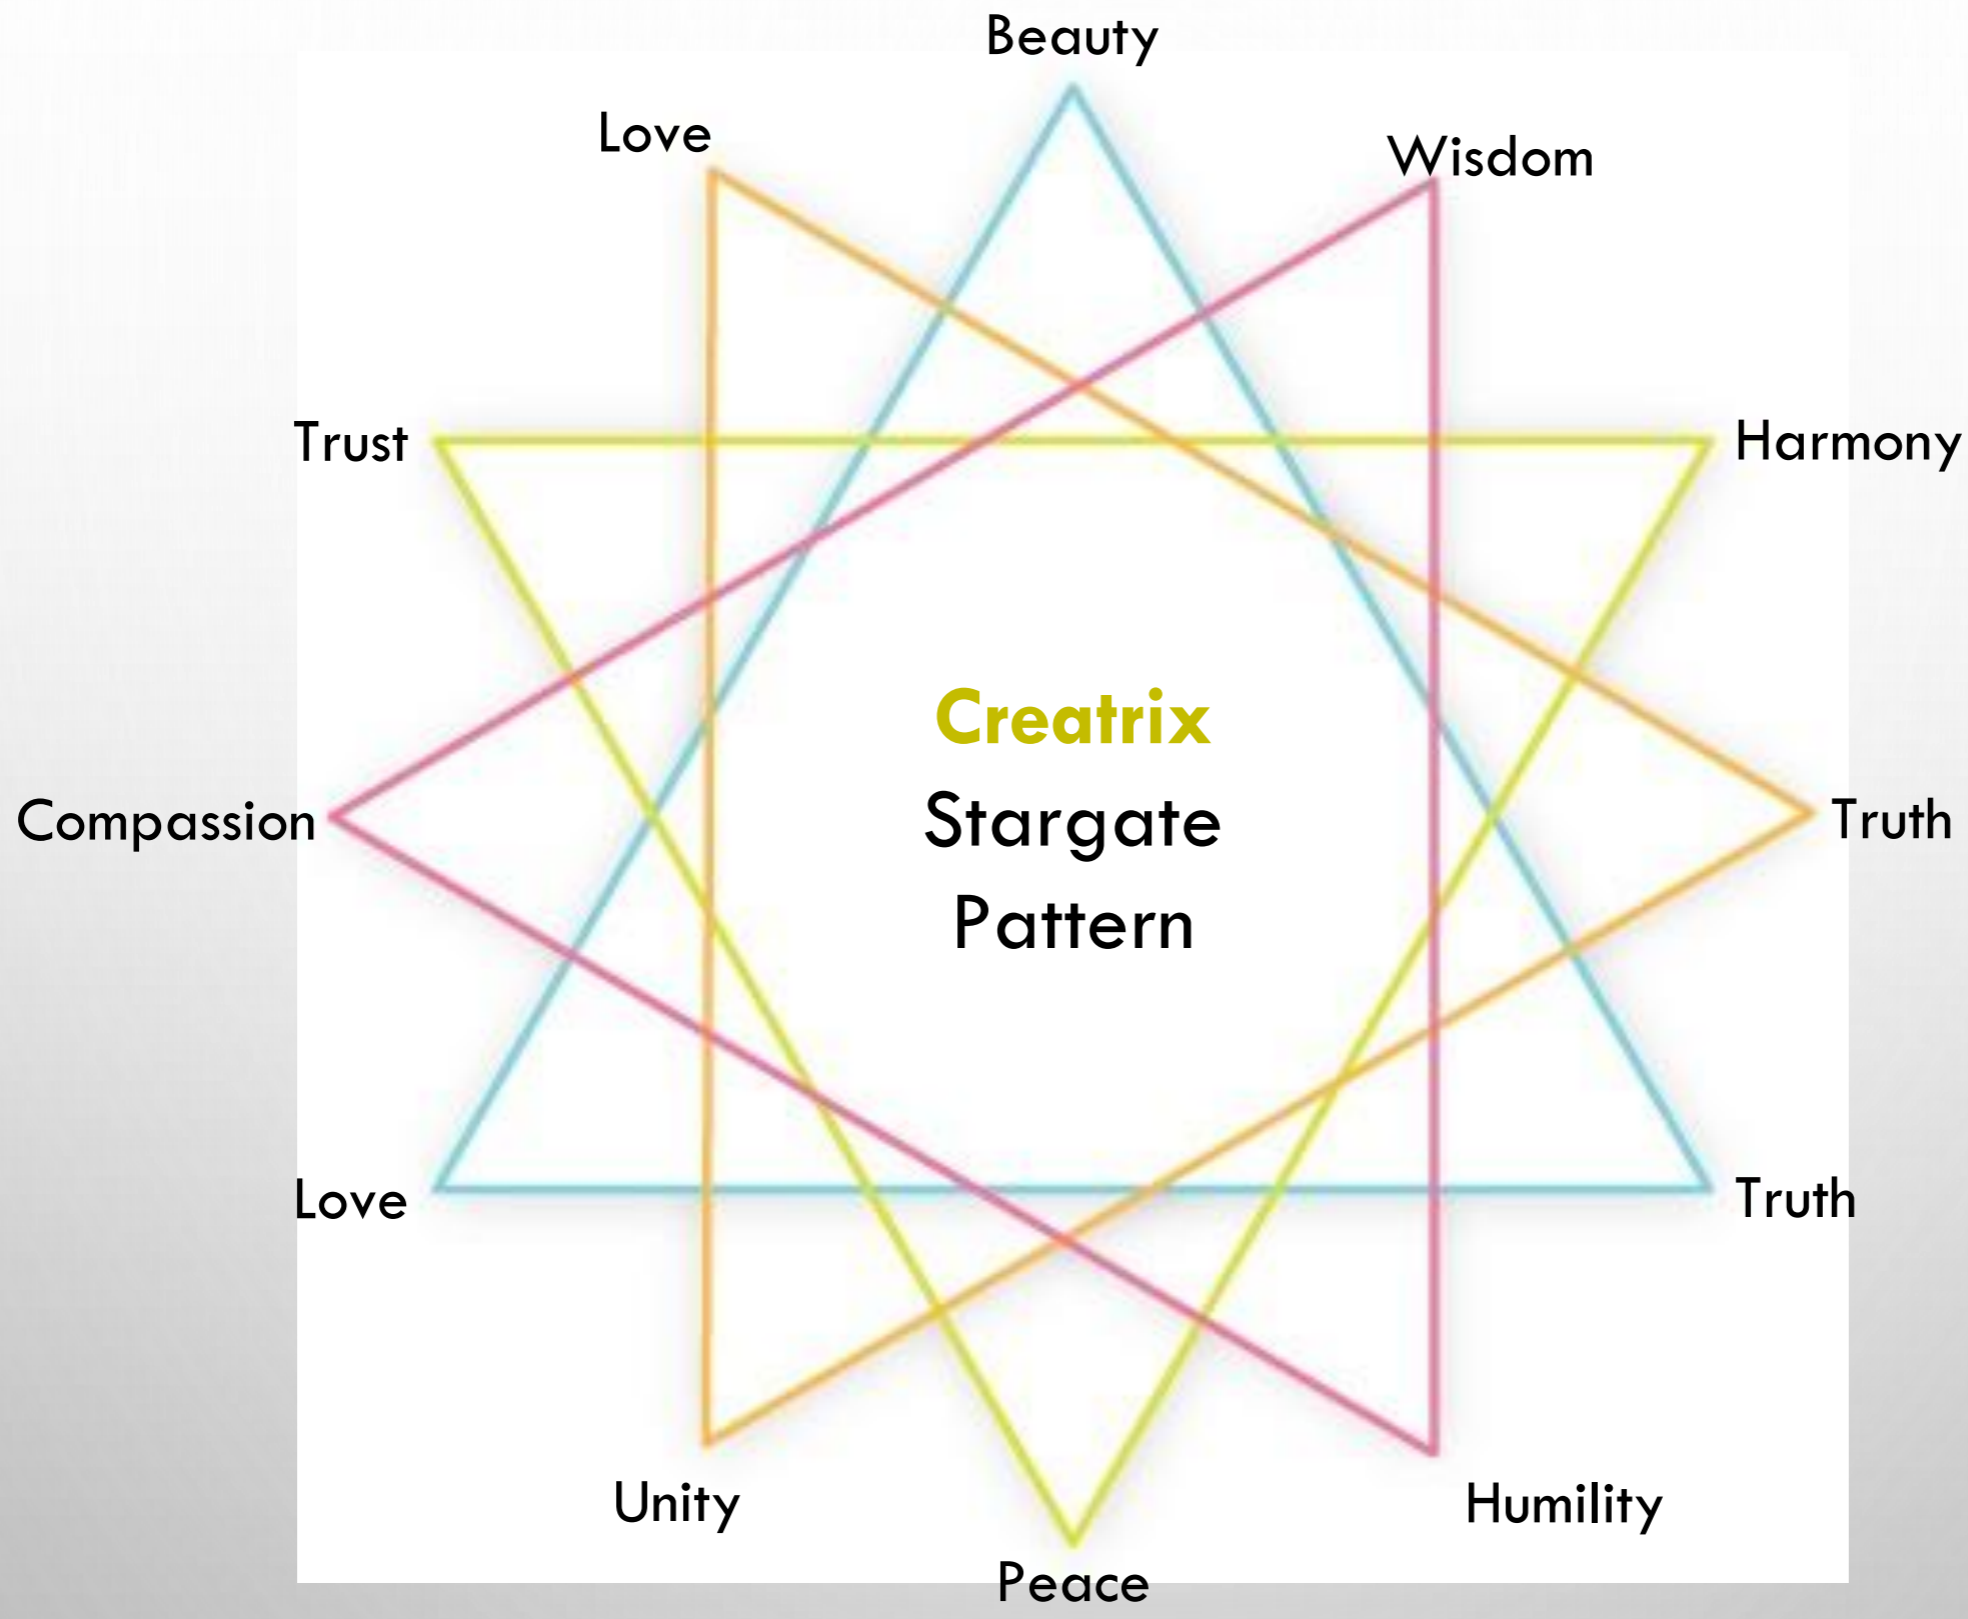 Beauty
Love
Wisdom
Trust
Harmony
Creatrix
Stargate
Pattern
Compassion
Truth
Love
Truth
Unity
Humility
Peace